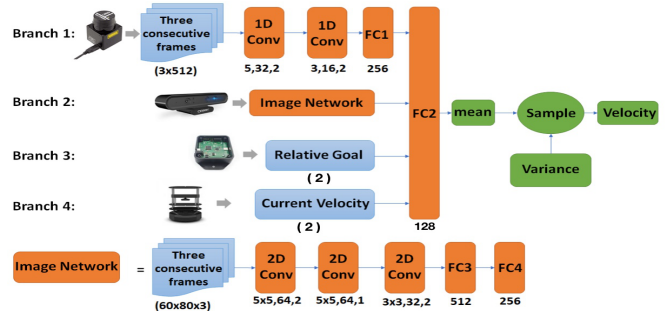 Branch 1:
Three
consecutive
frames
(3x512)
1D
Conv
5,32,2
1D
Conv
3,16,2
FC1
256
Branch 2:
Image Network
FC2
128
mean
Sample
Velocity
Variance
Branch 3:
Relative Goal
(2)
Branch 4:
Current Velocity
(2)
Image Network
=
Three
consecutive
frames
(60x80x3)
2D
Conv
5x5,64,2
2D
Conv
5x5,64,1
2D
Conv
3x3,32,2
FC3
512
FC4
256